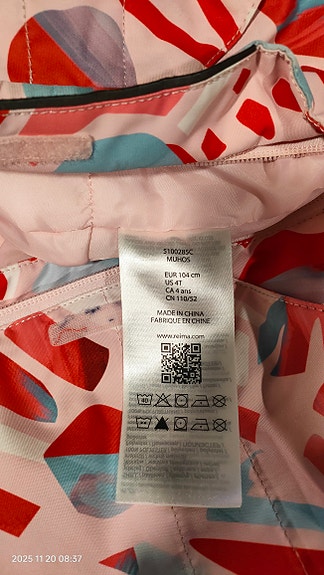 5100285C
MUHOS
EUR 104 cm
US 4T
CA 4 ans
CN 110/52
MADE IN CHINA
FABRIQUÉ EN CHINE
www.reima.com
2025 11 20 08:37